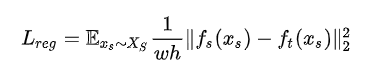 L_{reg} = \mathbb{E}_{x_s \sim X_S} \frac{1}{wh} \| f_s(x_s) - f_t(x_s) \|_2^2